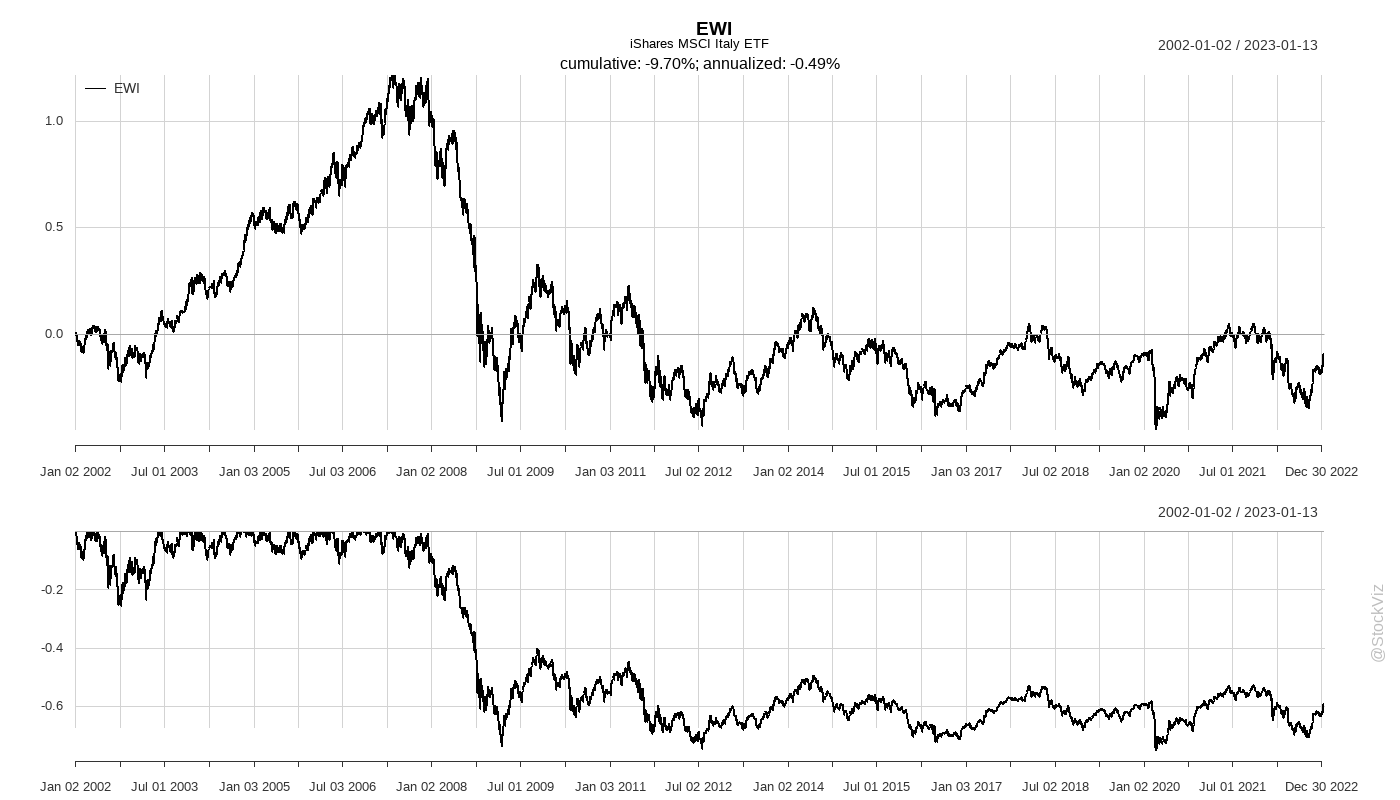 EWI
iShares MSCI Italy ETF
2002-01-02 / 2023-01-13
cumulative: -9.70%; annualized: -0.49%
EWI
1.0
0.5
0.0
Jan 02 2002 Jul 01 2003 Jan 03 2005 Jul 03 2006 Jan 02 2008 Jul 01 2009 Jan 03 2011 Jul 02 2012 Jan 02 2014 Jul 01 2015 Jan 03 2017 Jul 02 2018 Jan 02 2020 Jul 01 2021 Dec 30 2022
2002-01-02 / 2023-01-13
-0.2
-0.4
-0.6
@StockViz
Jan 02 2002 Jul 01 2003 Jan 03 2005 Jul 03 2006 Jan 02 2008 Jul 01 2009 Jan 03 2011 Jul 02 2012 Jan 02 2014 Jul 01 2015 Jan 03 2017 Jul 02 2018 Jan 02 2020 Jul 01 2021 Dec 30 2022